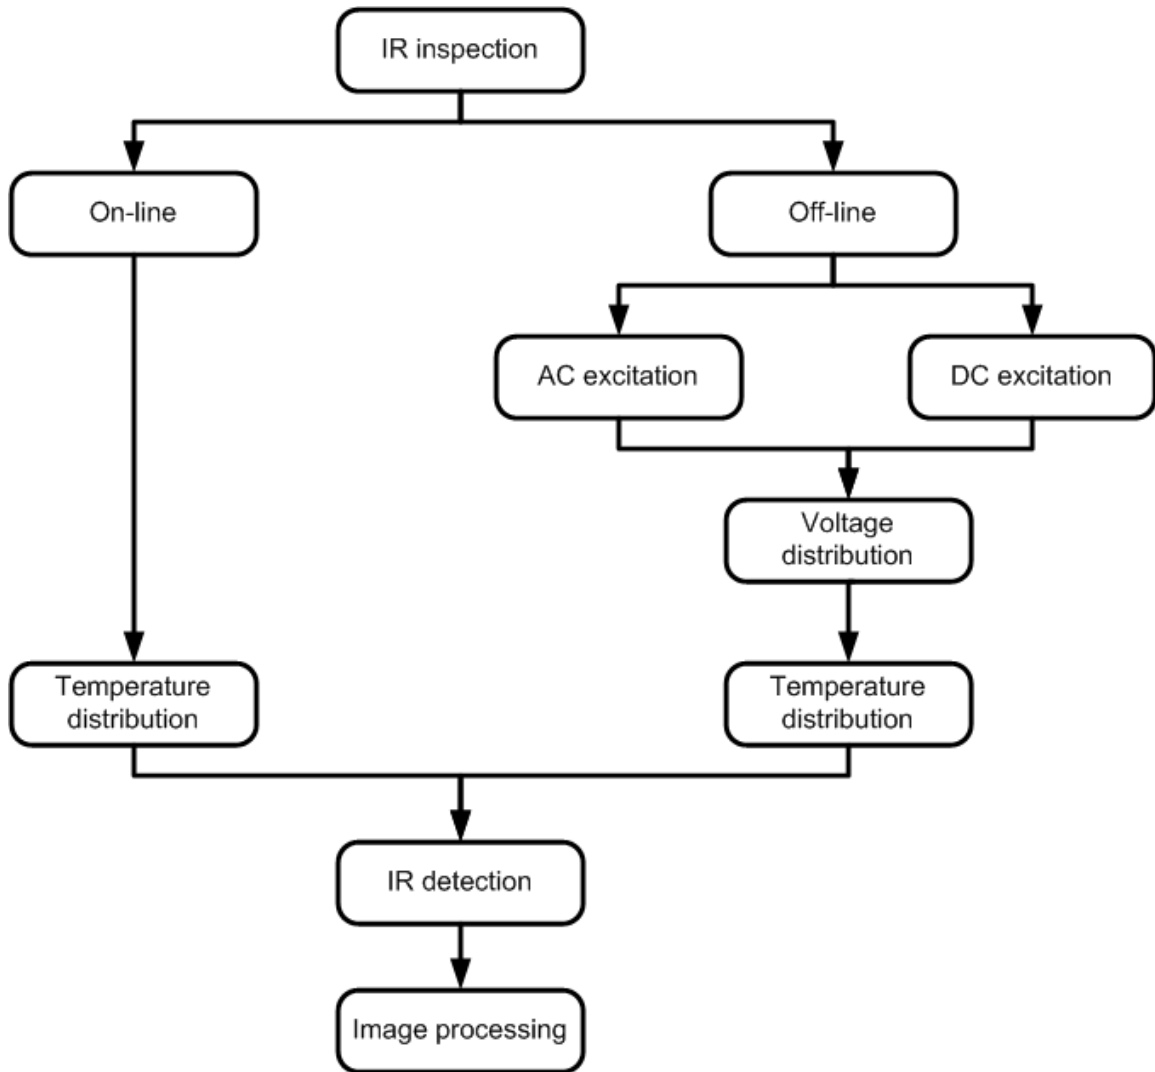 IR inspection
On-line
Off-line
AC excitation
DC excitation
Voltage
distribution
Temperature
distribution
Temperature
distribution
IR detection
Image processing